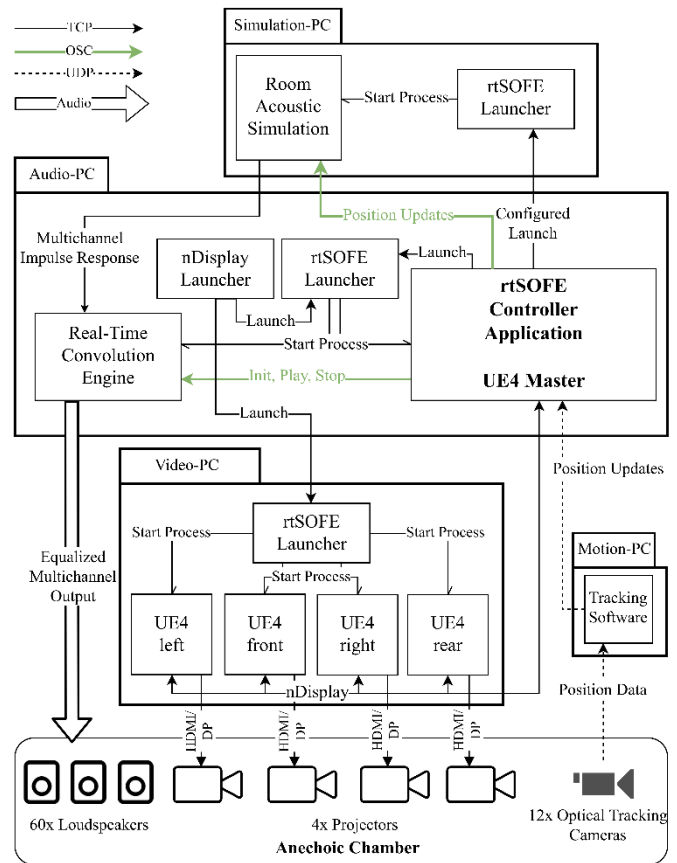 TCP
OSC
UDP
Audio
Simulation-PC
Room
Acoustic
Simulation
Start Process
rtSOFE
Launcher
Audio-PC
Position Updates
Configured
Launch
Multichannel
Impulse Response
nDisplay
Launcher
rtSOFE
Launcher
Launch
Launch
rtSOFE
Controller
Application
UE4 Master
Real-Time
Convolution
Engine
Start Process
Init, Play, Stop
Launch
Video-PC
Position Updates
rtSOFE
Launcher
Start Process
Start Process
Start Process
Motion-PC
Tracking
Software
Equalized
Multichannel
Output
UE4
left
UE4
front
UE4
right
UE4
rear
nDisplay
Position Data
HDMI/
DP
HDMI/
DP
HDMI/
DP
HDMI/
DP
60x Loudspeakers
4x Projectors
12x Optical Tracking
Cameras
Anechoic Chamber